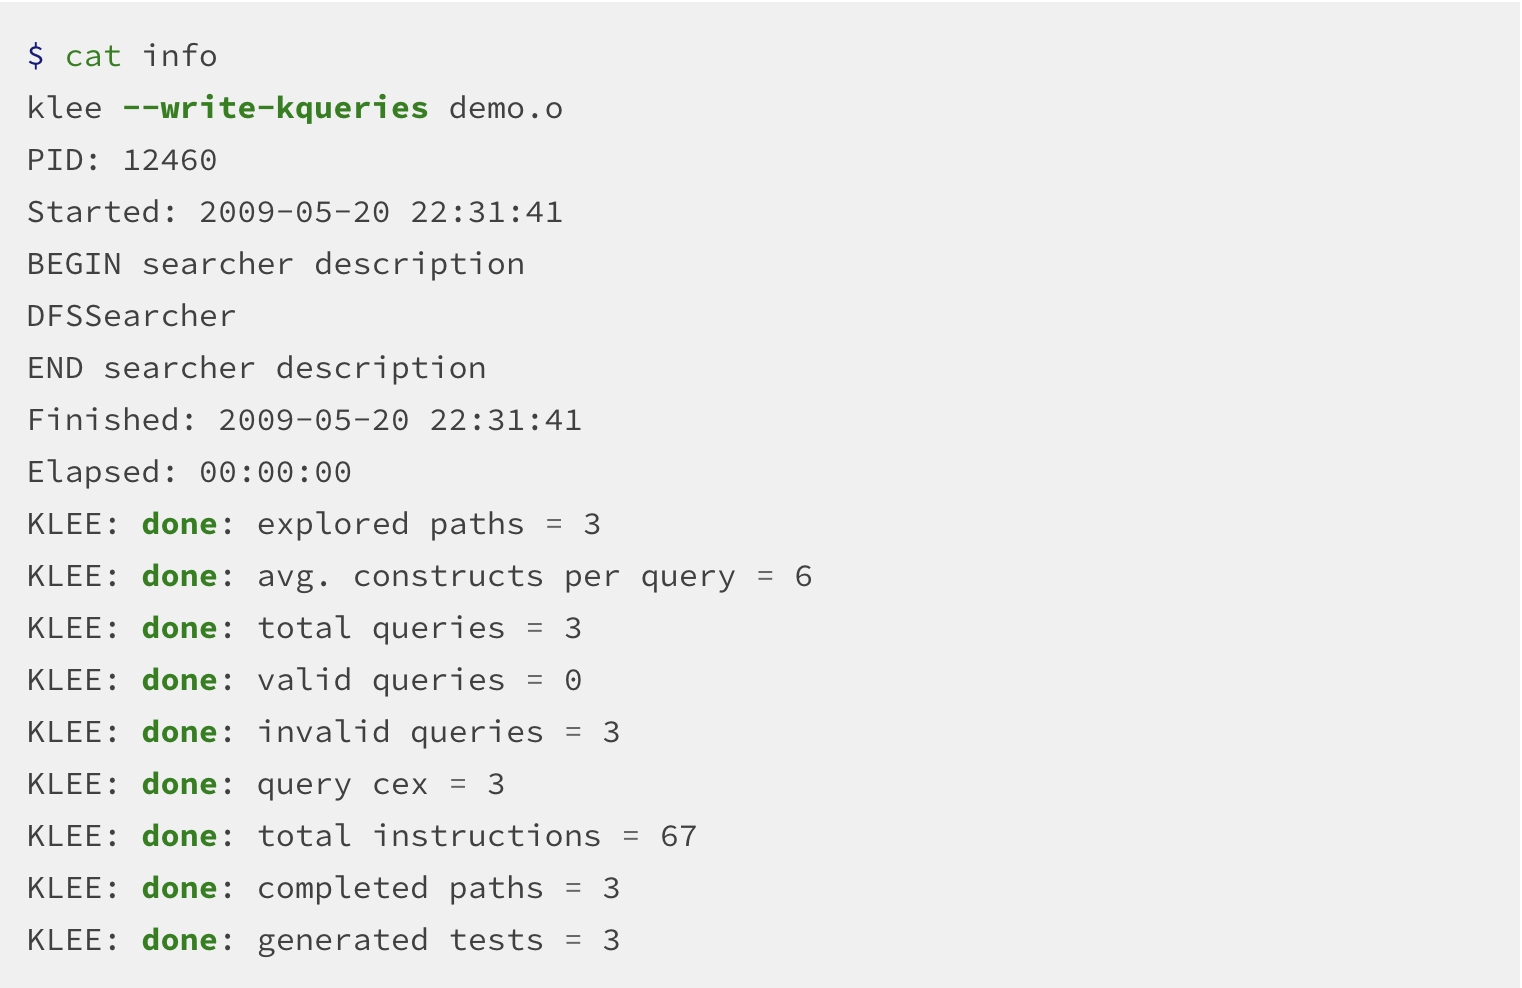 $ cat info
klee --write-kqueries demo.o
PID: 12460
Started: 2009-05-20 22:31:41
BEGIN searcher description
DFSSearcher
END searcher description
Finished: 2009-05-20 22:31:41
Elapsed: 00:00:00
KLEE: done: explored paths = 3
KLEE: done: avg. constructs per query = 6
KLEE: done: total queries = 3
KLEE: done: valid queries = 0
KLEE: done: invalid queries = 3
KLEE: done: query cex = 3
KLEE: done: total instructions = 67
KLEE: done: completed paths = 3
KLEE: done: generated tests = 3